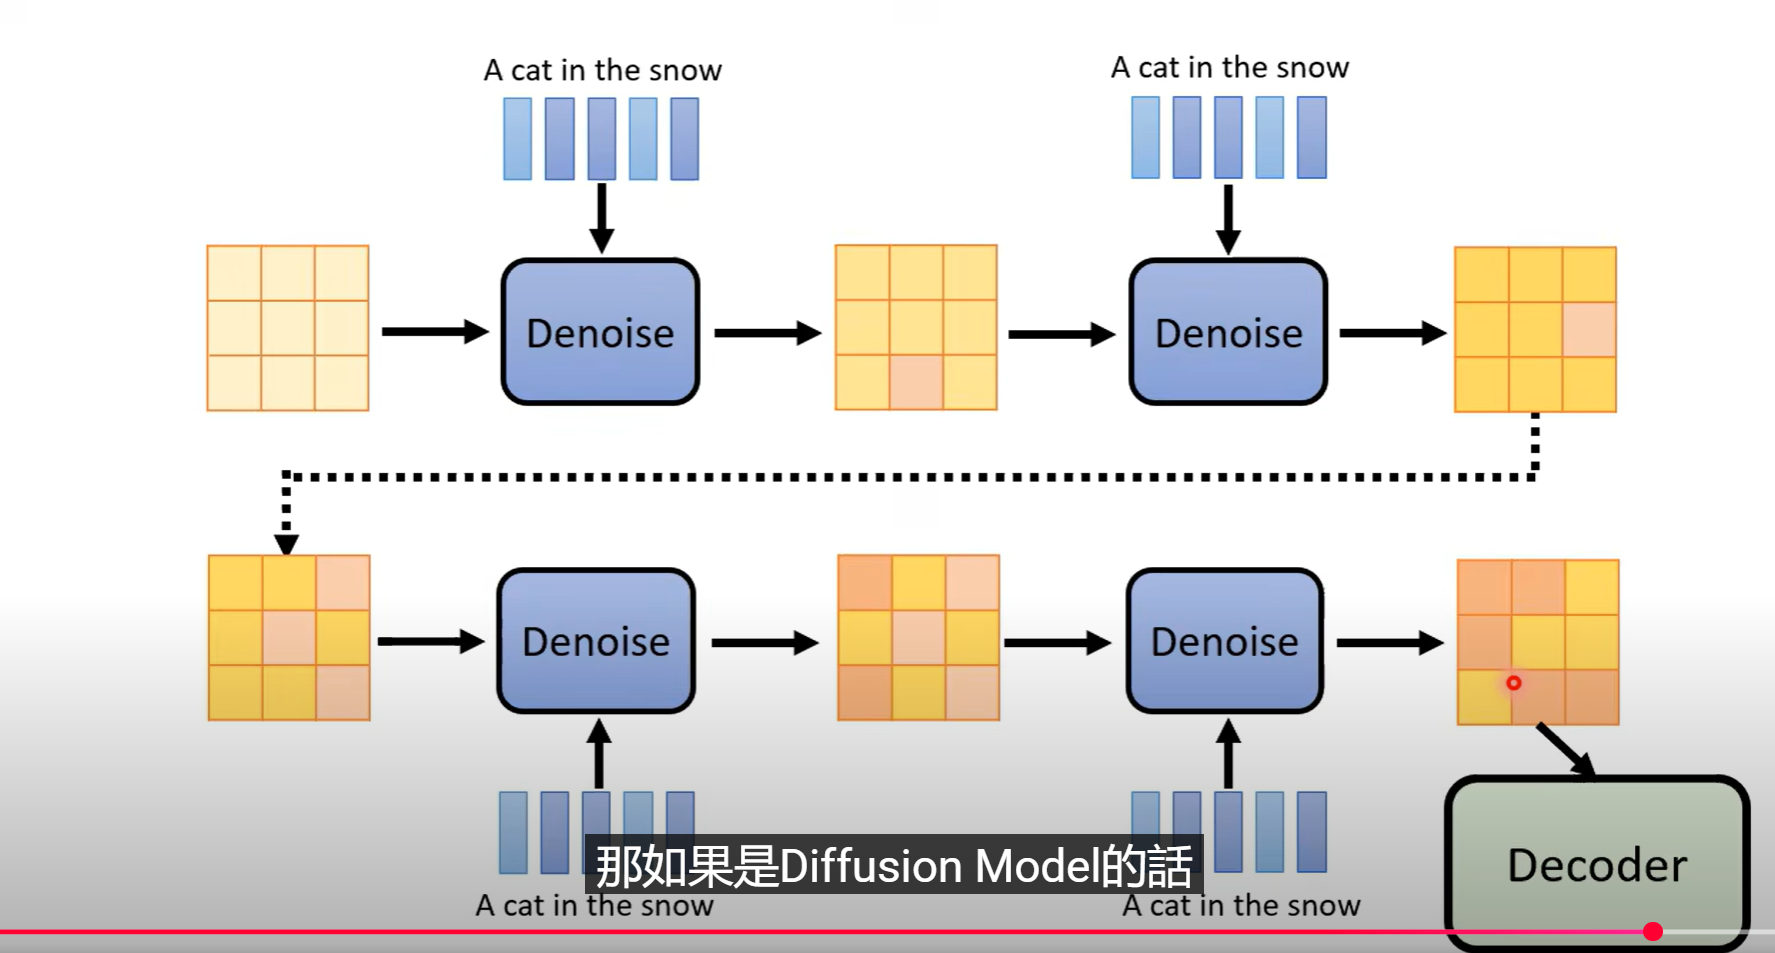 A cat in the snow
A cat in the snow
Denoise
Denoise
Denoise
Denoise
那如果是Diffusion Model的話
A cat in the snow
A cat in the snow
Decoder